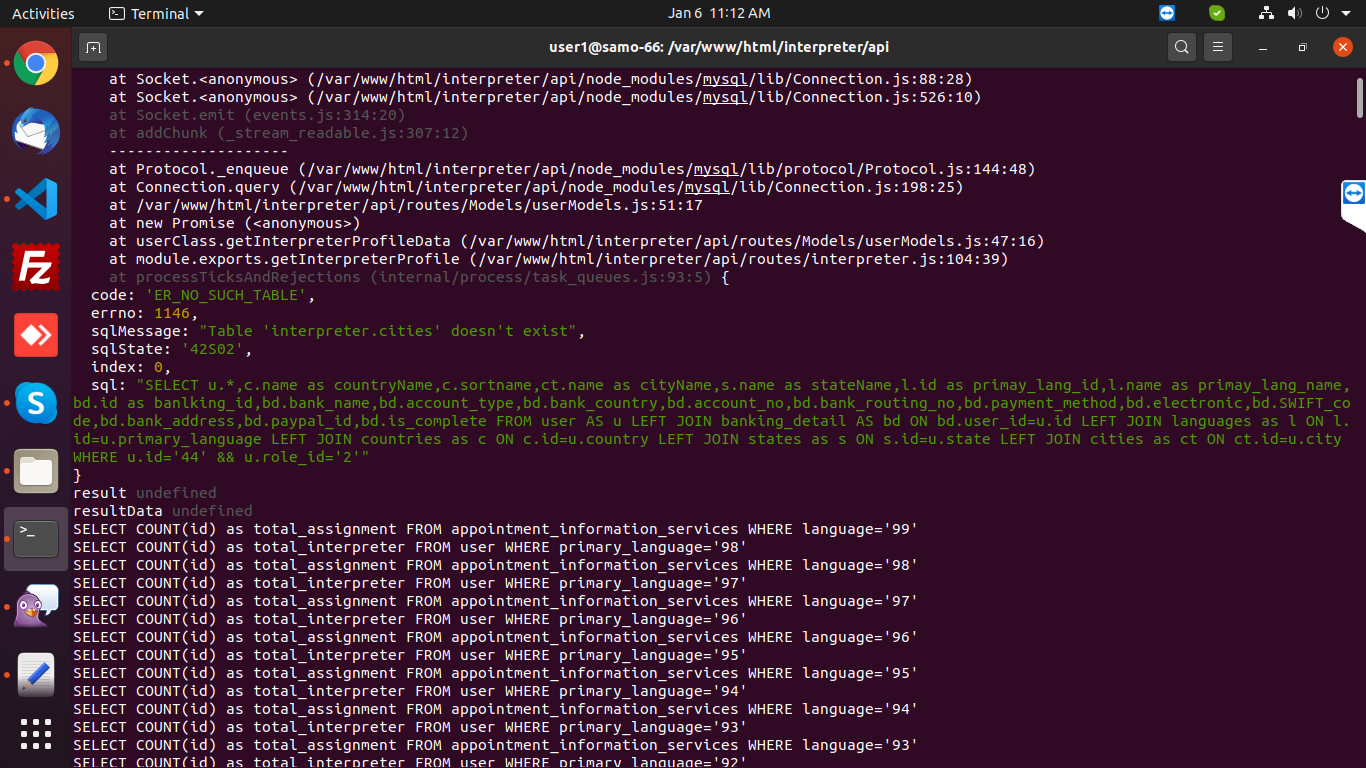 Activities Terminal Jan 6 11:12 AM
user1@samo-66: /var/www/html/interpreter/api
at Socket.<anonymous> (/var/www/html/interpreter/api/node_modules/mysql/lib/Connection.js:88:28)
at Socket.<anonymous> (/var/www/html/interpreter/api/node_modules/mysql/lib/Connection.js:526:10)
at Socket.emit (events.js:314:20)
at addChunk (_stream_readable.js:307:12)
--------------------
at Protocol._enqueue (/var/www/html/interpreter/api/node_modules/mysql/lib/protocol/Protocol.js:144:48)
at Connection.query (/var/www/html/interpreter/api/node_modules/mysql/lib/Connection.js:198:25)
at /var/www/html/interpreter/api/routes/Models/userModels.js:51:17
at new Promise (<anonymous>)
at userClass.getInterpreterProfileData (/var/www/html/interpreter/api/routes/Models/userModels.js:47:16)
at module.exports.getInterpreterProfile (/var/www/html/interpreter/api/routes/interpreter.js:104:39)
at processTicksAndRejections (internal/process/task_queues.js:93:5) {
code: 'ER_NO_SUCH_TABLE',
errno: 1146,
sqlMessage: "Table 'interpreter.cities' doesn't exist",
sqlState: '42S02',
index: 0,
sql: "SELECT u.*,c.name as countryName,c.sortname,ct.name as cityName,s.name as stateName,l.id as primay_lang_id,l.name as primay_lang_name,
bd.id as banlking_id,bd.bank_name,bd.account_type,bd.bank_country,bd.account_no,bd.bank_routing_no,bd.payment_method,bd.electronic,bd.SWIFT_co
de,bd.bank_address,bd.paypal_id,bd.is_complete FROM user AS u LEFT JOIN banking_detail AS bd ON bd.user_id=u.id LEFT JOIN languages as l ON l.
id=u.primary_language LEFT JOIN countries as c ON c.id=u.country LEFT JOIN states as s ON s.id=u.state LEFT JOIN cities as ct ON ct.id=u.city
WHERE u.id='44' && u.role_id='2'"
}
result undefined
resultData undefined
SELECT COUNT(id) as total_assignment FROM appointment_information_services WHERE language='99'
SELECT COUNT(id) as total_interpreter FROM user WHERE primary_language='98'
SELECT COUNT(id) as total_assignment FROM appointment_information_services WHERE language='98'
SELECT COUNT(id) as total_interpreter FROM user WHERE primary_language='97'
SELECT COUNT(id) as total_assignment FROM appointment_information_services WHERE language='97'
SELECT COUNT(id) as total_interpreter FROM user WHERE primary_language='96'
SELECT COUNT(id) as total_assignment FROM appointment_information_services WHERE language='96'
SELECT COUNT(id) as total_interpreter FROM user WHERE primary_language='95'
SELECT COUNT(id) as total_assignment FROM appointment_information_services WHERE language='95'
SELECT COUNT(id) as total_interpreter FROM user WHERE primary_language='94'
SELECT COUNT(id) as total_assignment FROM appointment_information_services WHERE language='94'
SELECT COUNT(id) as total_interpreter FROM user WHERE primary_language='93'
SELECT COUNT(id) as total_assignment FROM appointment_information_services WHERE language='93'
SELECT COUNT(id) as total_interpreter FROM user WHERE primary_language='92'